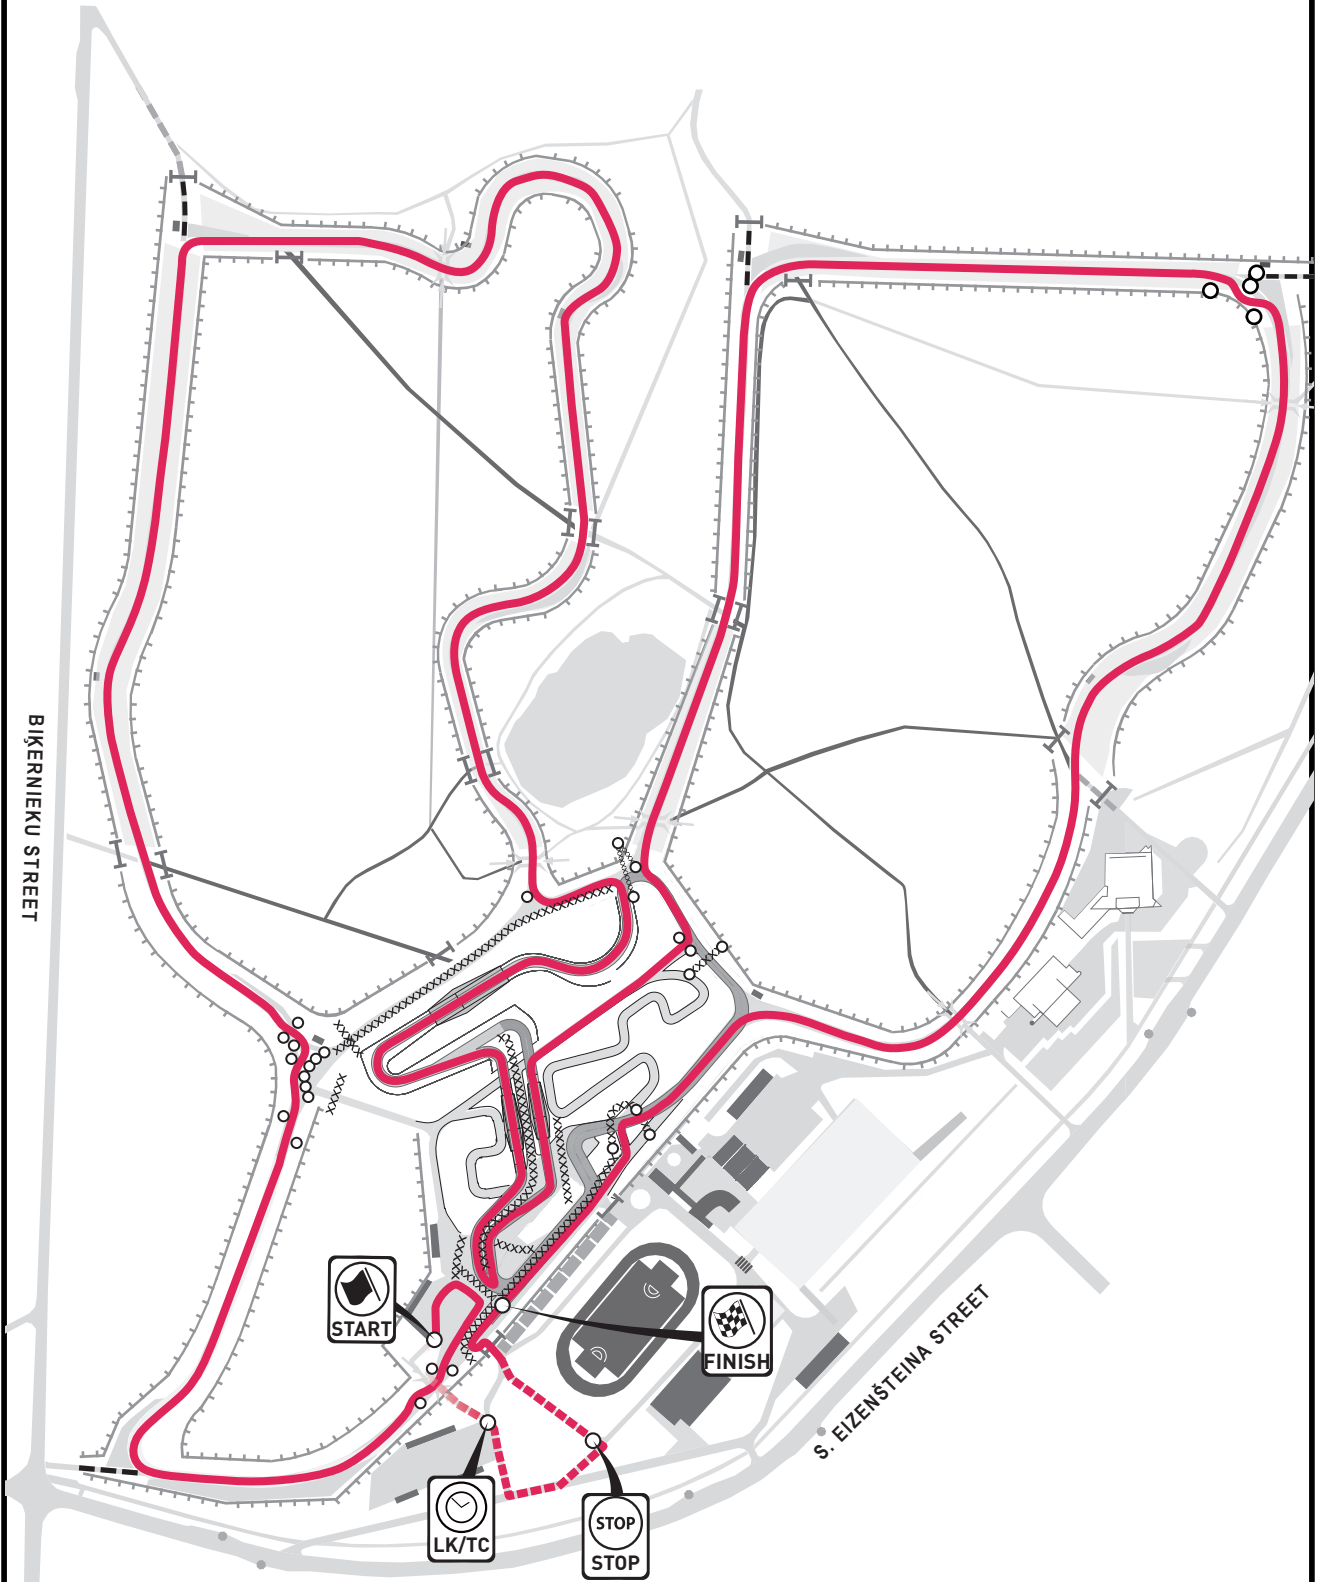 BIĶERNIEKU STREET
START
FINISH
S. EIZENŠTEINA STREET
LK/TC
STOP
STOP